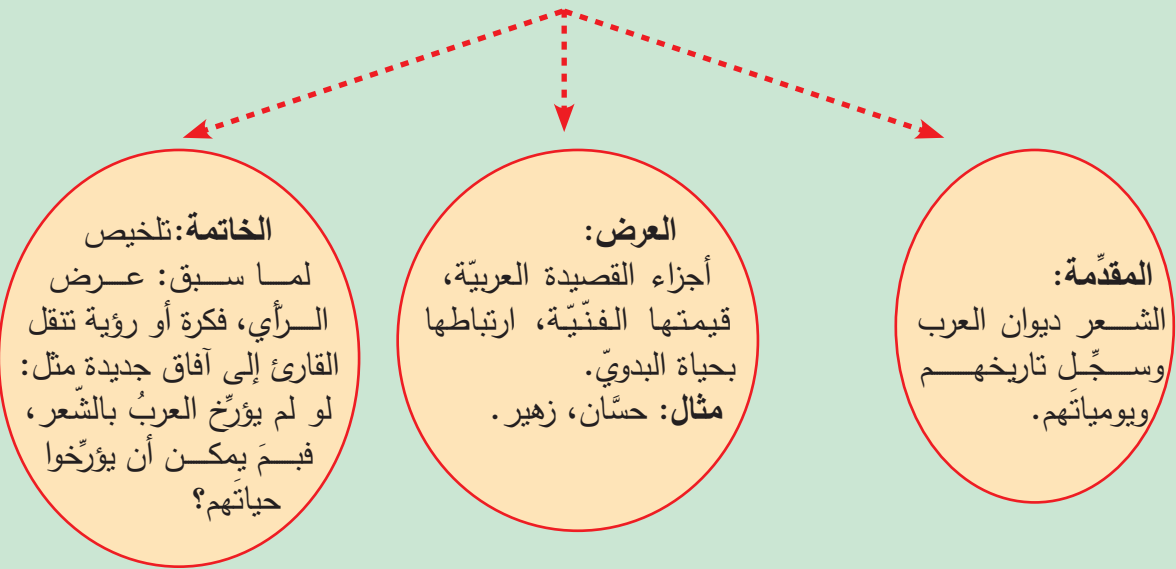 المقدِّمة:
الشعر ديوان العرب
وسجِّل تاريخهم
ويومياتَهم.
العرض:
أجزاء القصيدة العربيّة،
قيمتها الفنّيّة، ارتباطها
بحياة البدويّ.
مثال: حسَّان، زهير.
الخاتمة:تلخيص
لما سبق: عرض
الرأي، فكرة أو رؤية تنقل
القارئ إلى آفاق جديدة مثل:
لو لم يؤرِّخ العربُ بالشّعر،
فبمَ يمكن أن يؤرِّخوا
حياتَهم؟